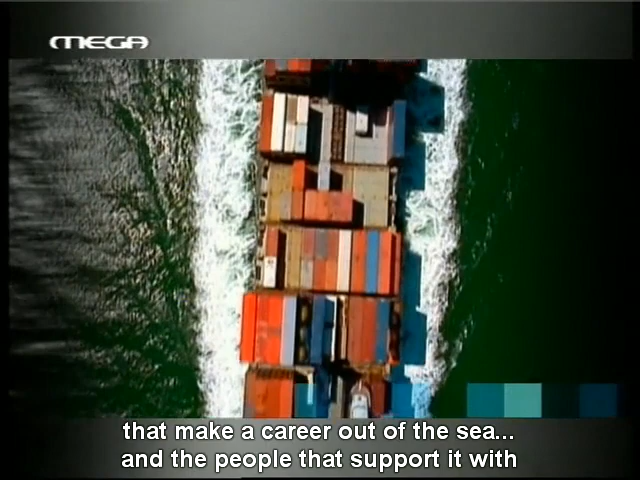 MEGA
that make a career out of the sea...
and the people that support it with